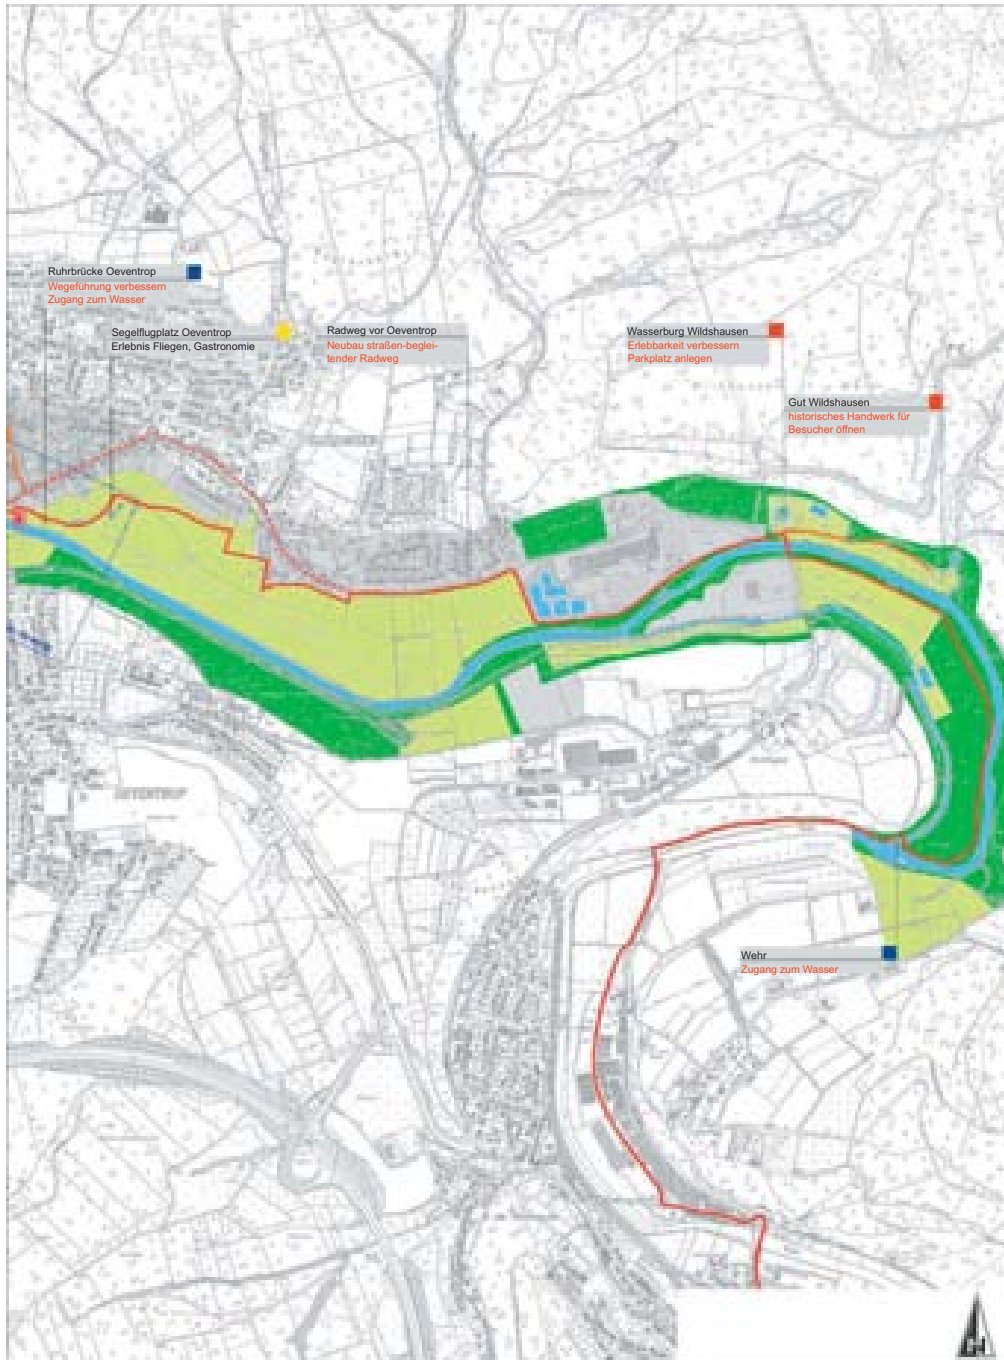 Ruhrbrücke Oeventrop
Wegeführung verbessern
Zugang zum Wasser
Segelflugplatz Oeventrop
Erlebnis Fliegen, Gastronomie
Radweg vor Oeventrop
Neubau straßen-beglei-
tender Radweg
Wasserburg Wildshausen
Erlebbarkeit verbessern
Parkplatz anlegen
Gut Wildshausen
historisches Handwerk für
Besucher öffnen
OEVENTROP
Wehr
Zugang zum Wasser